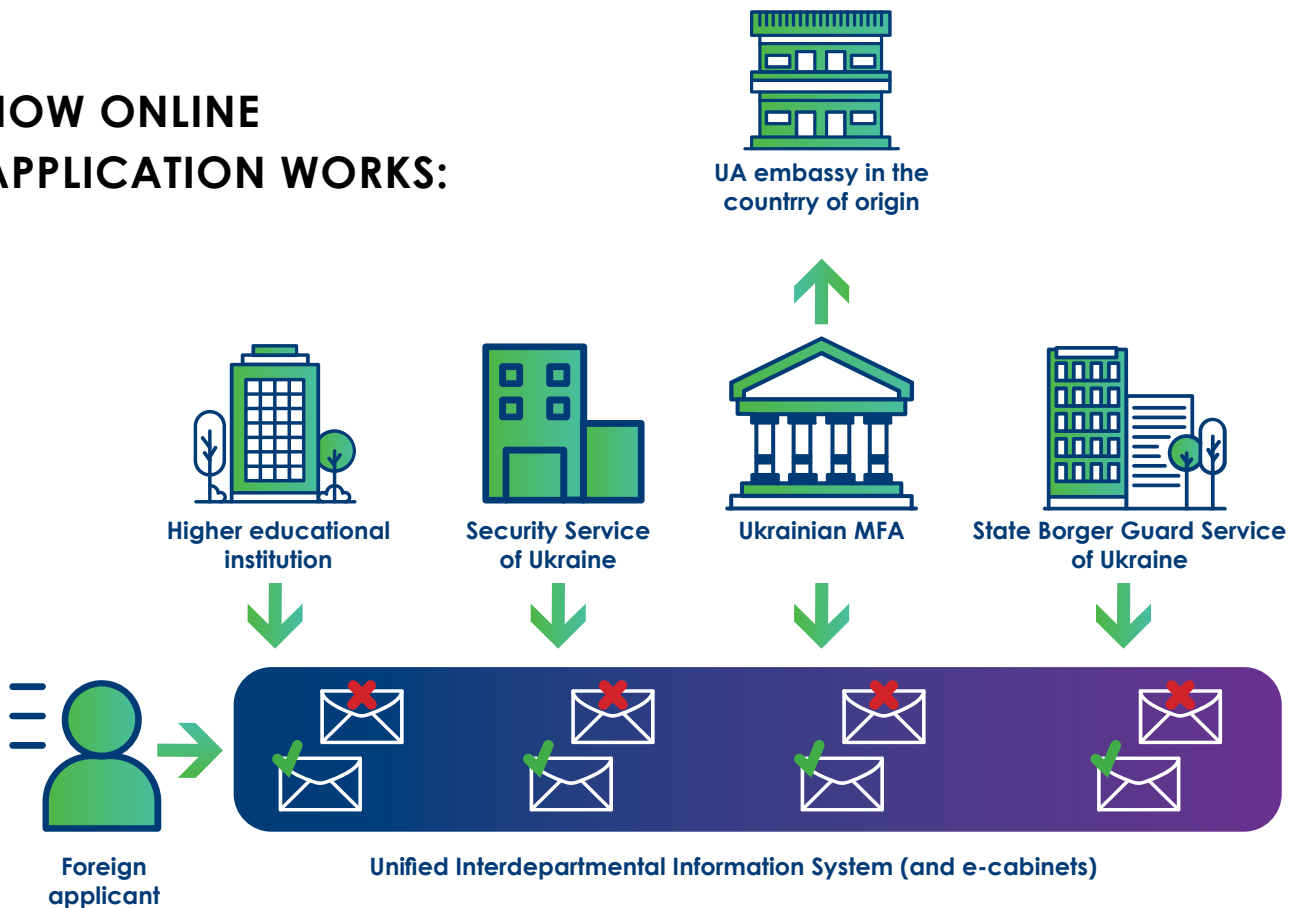 HOW ONLINE
APPLICATION WORKS:
UA embassy in the
countrry of origin
Higher educational
institution
Security Service
of Ukraine
Ukrainian MFA
State Borger Guard Service
of Ukraine
Foreign
applicant
Unified Interdepartmental Information System (and e-cabinets)